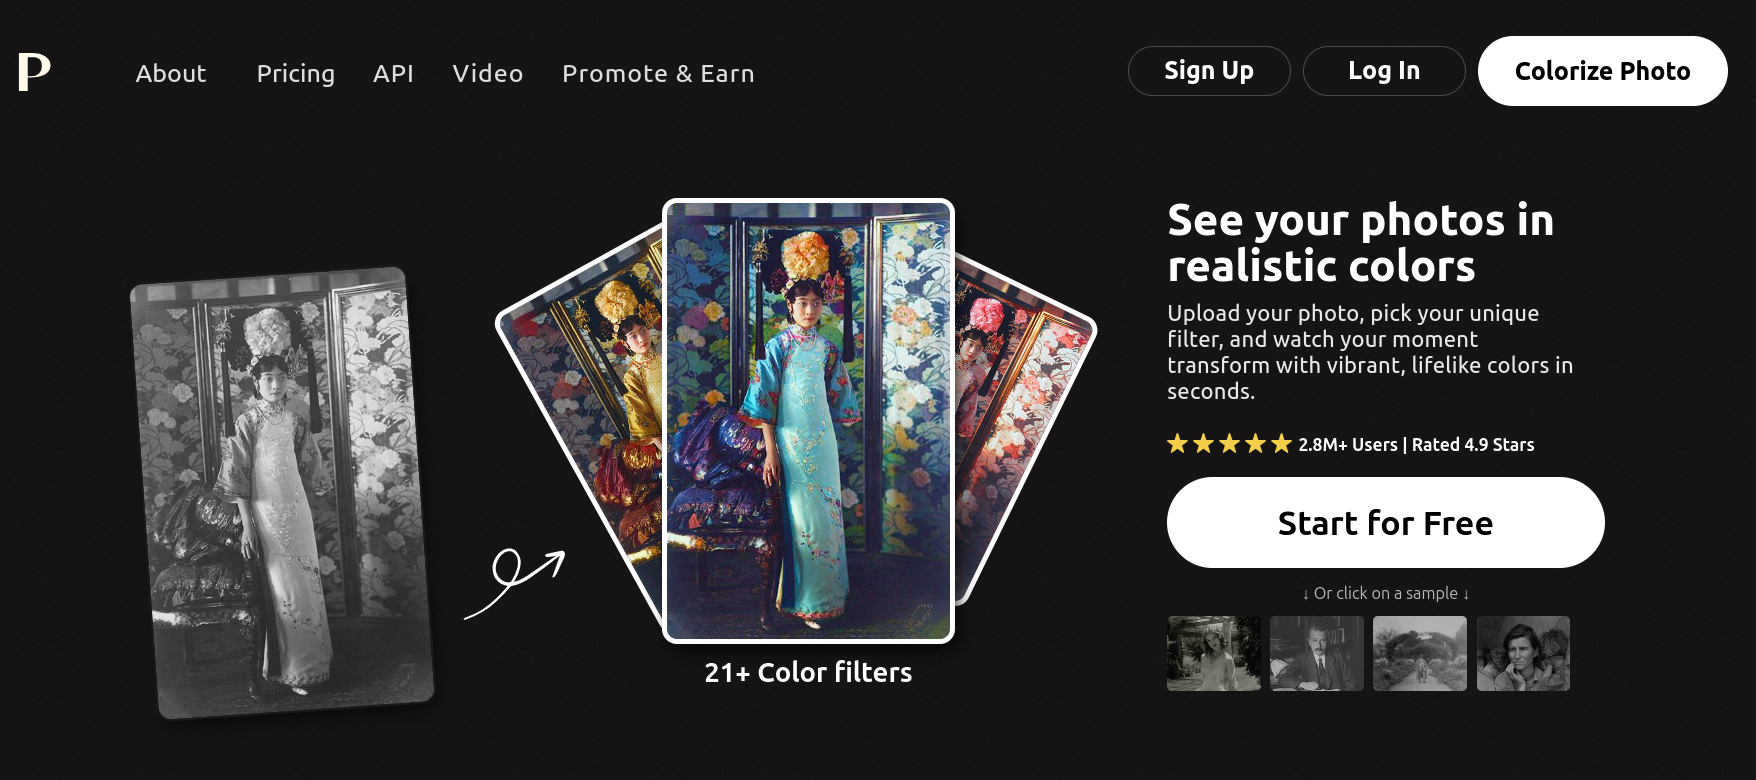 P
About
Pricing
API
Video
Promote & Earn
Sign Up
Log In
Colorize Photo
See your photos in
realistic colors
Upload your photo, pick your unique
filter, and watch your moment
transform with vibrant, lifelike colors in
seconds.
2.8M+ Users | Rated 4.9 Stars
Start for Free
↓ Or click on a sample ↓
21+ Color filters